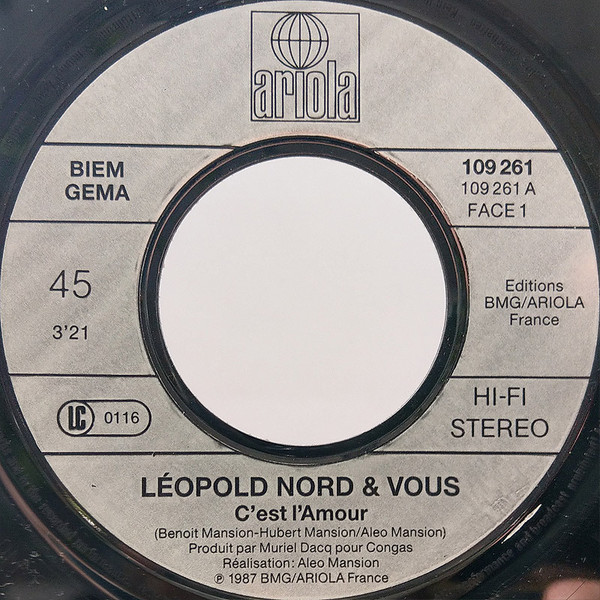 ariola
BIEM
GEMA
109 261
109 261 A
FACE 1
45
3'21
Editions
BMG/ARIOLA
France
LC 0116
HI-FI
STEREO
LÉOPOLD NORD & VOUS
C'est l'Amour
(Benoit Mansion-Hubert Mansion/Aleo Mansion)
Produit par Muriel Dacq pour Congas
Réalisation: Aleo Mansion
℗ 1987 BMG/ARIOLA France